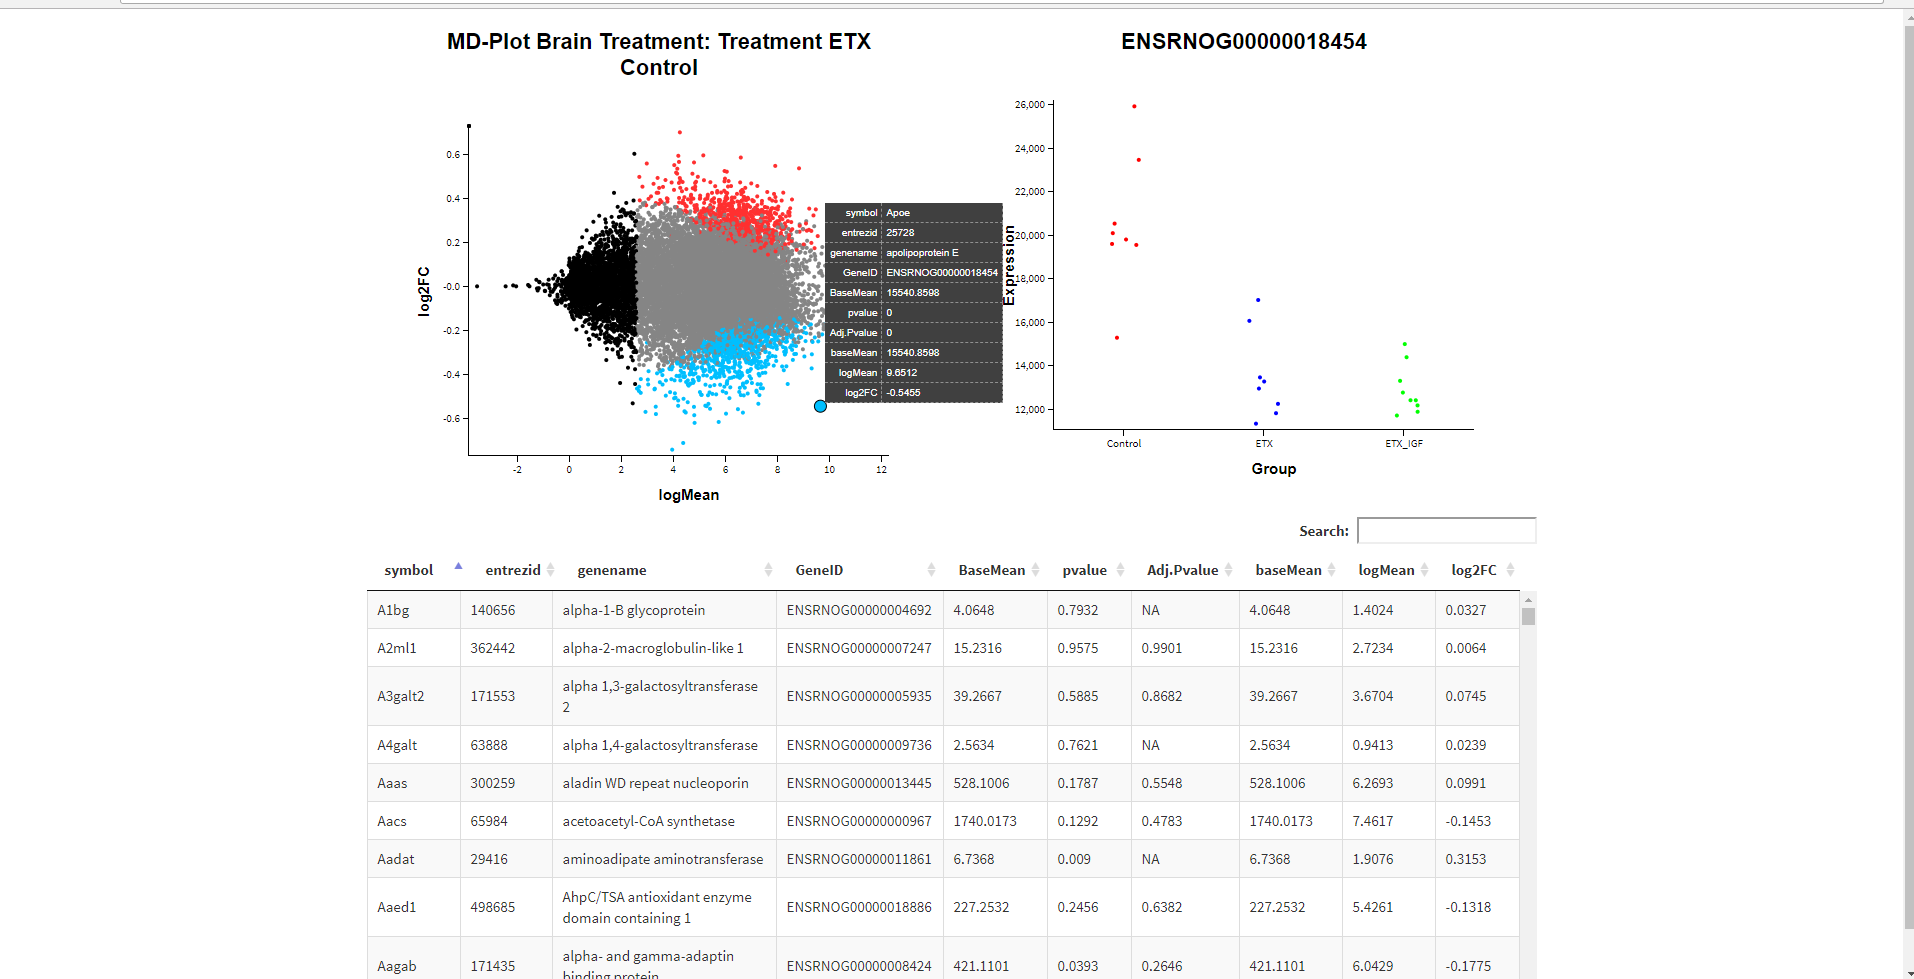 MD-Plot Brain Treatment: Treatment ETX
Control
ENSRNOG00000018454
0.6
0.4
0.2
-0.0
-0.2
-0.4
-0.6
log2FC
-2 0 2 4 6 8 10 12
logMean
symbol Apoe
entrezid 25728
genename apolipoprotein E
GeneID ENSRNOG00000018454
BaseMean 15540.8598
pvalue 0
Adj.Pvalue 0
baseMean 15540.8598
logMean 9.6512
log2FC -0.5455
26,000
24,000
22,000
20,000
18,000
16,000
14,000
12,000
Expression
Control ETX ETX_IGF
Group
Search:
symbol entrezid genename GeneID BaseMean pvalue Adj.Pvalue baseMean logMean log2FC
A1bg 140656 alpha-1-B glycoprotein ENSRNOG00000004692 4.0648 0.7932 NA 4.0648 1.4024 0.0327
A2ml1 362442 alpha-2-macroglobulin-like 1 ENSRNOG00000007247 15.2316 0.9575 0.9901 15.2316 2.7234 0.0064
A3galt2 171553 alpha 1,3-galactosyltransferase
2 ENSRNOG00000005935 39.2667 0.5885 0.8682 39.2667 3.6704 0.0745
A4galt 63888 alpha 1,4-galactosyltransferase ENSRNOG00000009736 2.5634 0.7621 NA 2.5634 0.9413 0.0239
Aaas 300259 aladin WD repeat nucleoporin ENSRNOG00000013445 528.1006 0.1787 0.5548 528.1006 6.2693 0.0991
Aacs 65984 acetoacetyl-CoA synthetase ENSRNOG00000000967 1740.0173 0.1292 0.4783 1740.0173 7.4617 -0.1453
Aadat 29416 aminoadipate aminotransferase ENSRNOG00000011861 6.7368 0.009 NA 6.7368 1.9076 0.3153
Aaed1 498685 AhpC/TSA antioxidant enzyme
domain containing 1 ENSRNOG00000018886 227.2532 0.2456 0.6382 227.2532 5.4261 -0.1318
Aagab 171435 alpha- and gamma-adaptin
binding protein ENSRNOG00000008424 421.1101 0.0393 0.2646 421.1101 6.0429 -0.1775